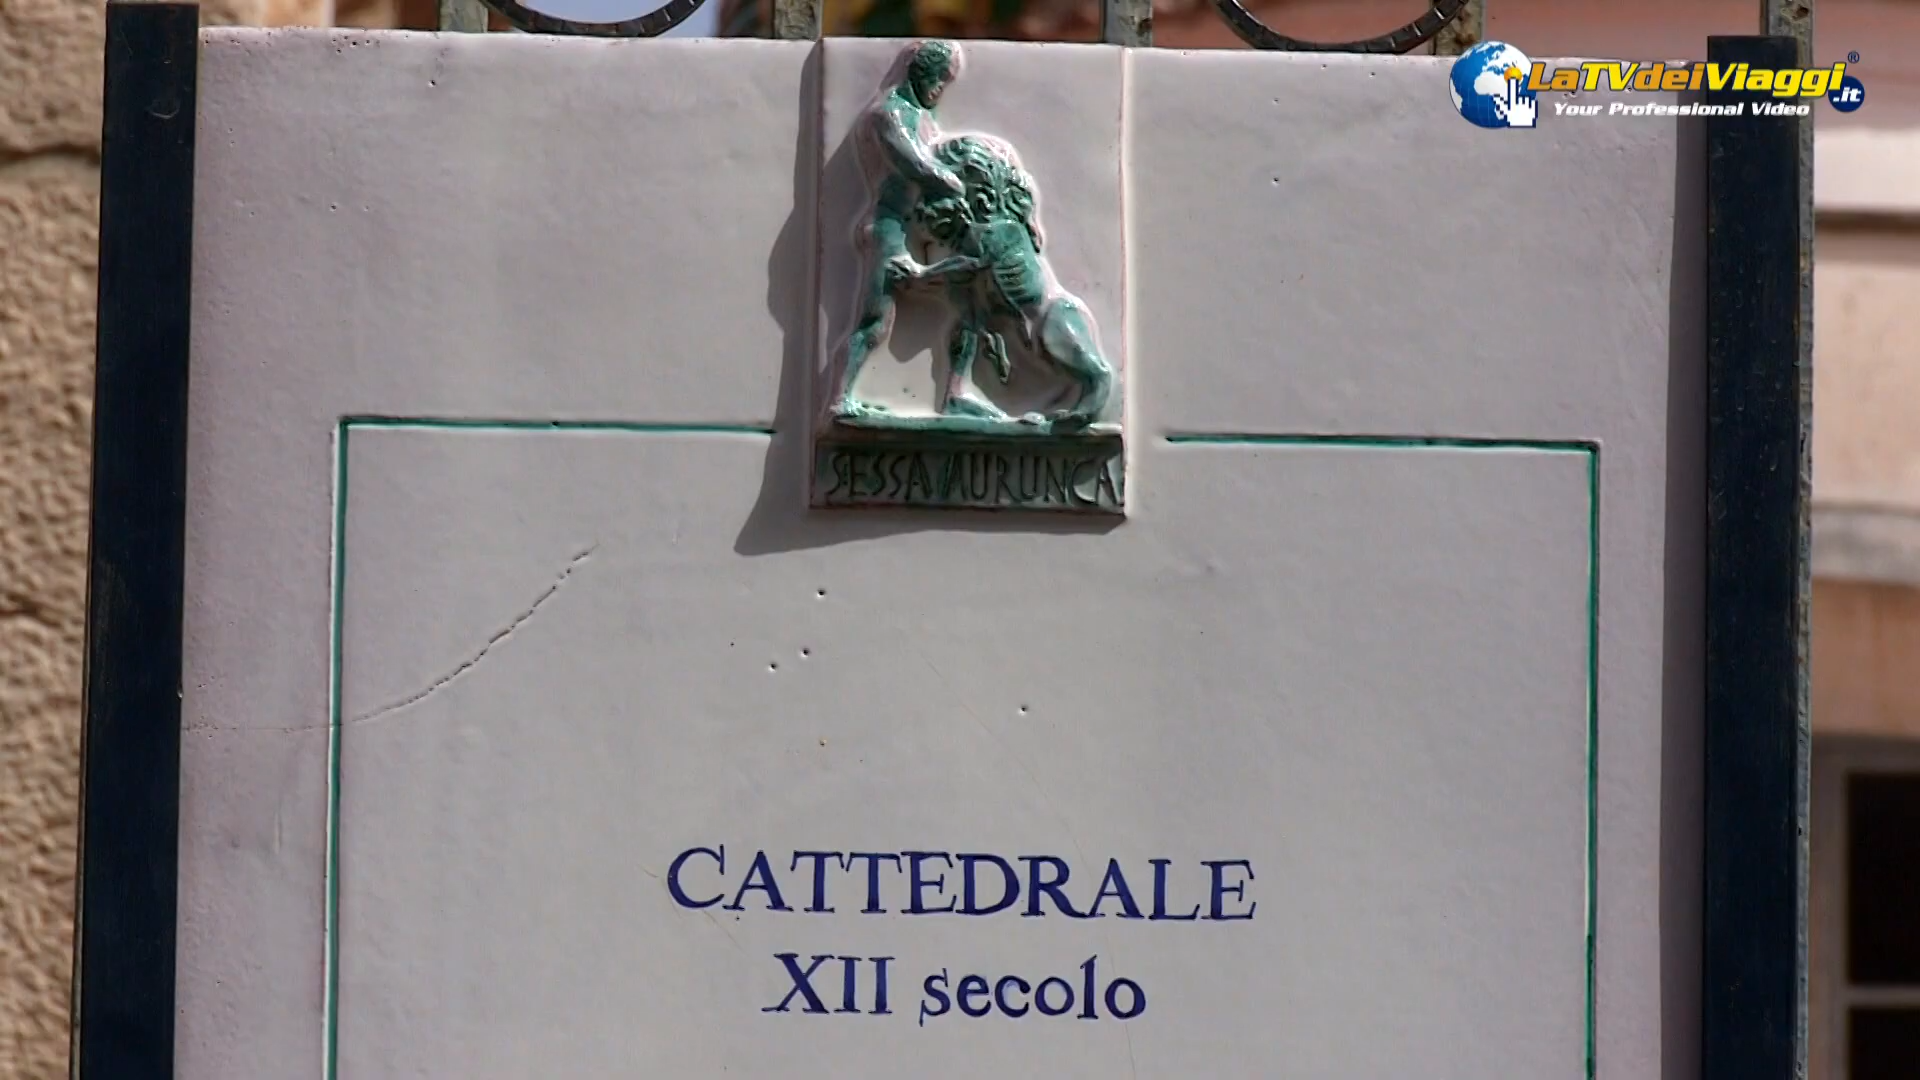 LaTVdeiViaggi.it®
Your Professional Video
SESSA AURUNCA
CATTEDRALE
XII secolo